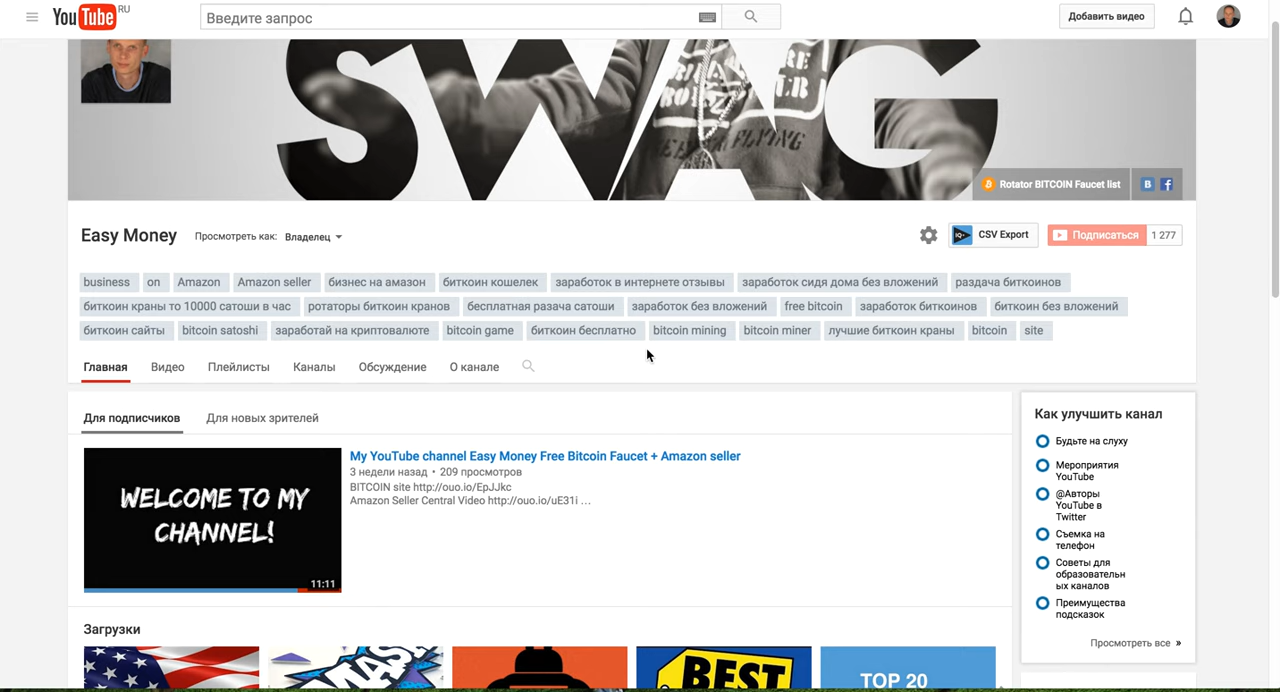 YouTube RU
Введите запрос
Добавить видео
SWAG
Rotator BITCOIN Faucet list
Easy Money
Просмотреть как: Владелец
CSV Export
Подписаться 1 277
business on Amazon Amazon seller бизнес на амазон биткоин кошелек заработок в интернете отзывы заработок сидя дома без вложений раздача биткоинов
биткоин краны то 10000 сатоши в час ротаторы биткоин кранов бесплатная разача сатоши заработок без вложений free bitcoin заработок биткоинов биткоин без вложений
биткоин сайты bitcoin satoshi заработай на криптовалюте bitcoin game биткоин бесплатно bitcoin mining bitcoin miner лучшие биткоин краны bitcoin site
Главная Видео Плейлисты Каналы Обсуждение О канале
Для подписчиков Для новых зрителей
WELCOME TO MY
CHANNEL!
11:11
My YouTube channel Easy Money Free Bitcoin Faucet + Amazon seller
3 недели назад • 209 просмотров
BITCOIN site http://ouo.io/EpJJkc
Amazon Seller Central Video http://ouo.io/uE31i ...
Как улучшить канал
Будьте на слуху
Мероприятия
YouTube
@Авторы
YouTube в
Twitter
Съемка на
телефон
Советы для
образовательн
ых каналов
Преимущества
подсказок
Просмотреть все »
Загрузки
BEST
TOP 20